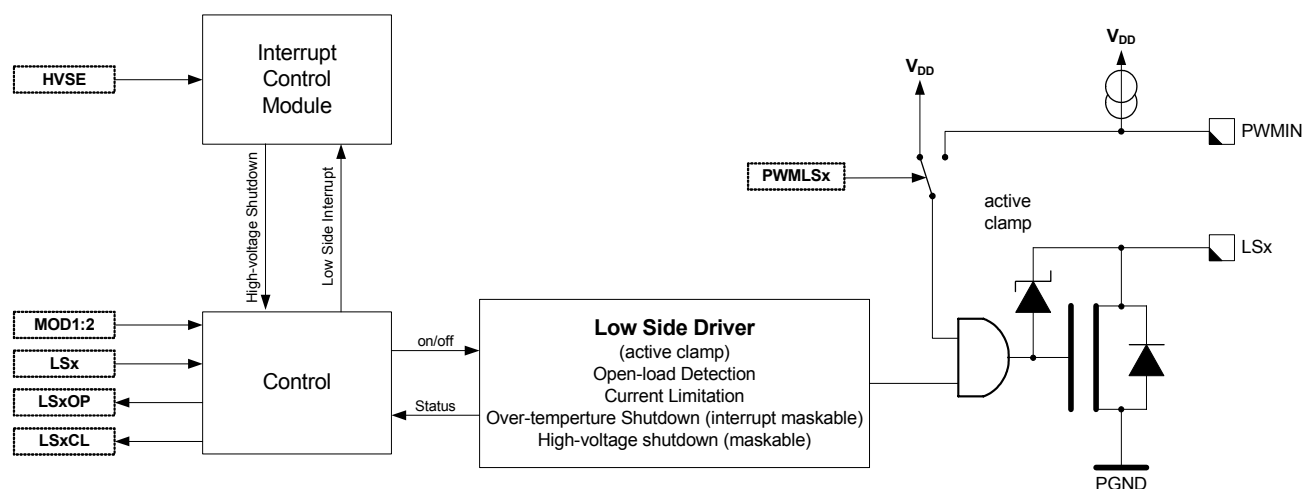 Interrupt
Control
Module
HVSE
High-voltage Shutdown
Low Side Interrupt
VDD
VDD
PWMIN
PWMLSx
active
clamp
LSx
MOD1:2
LSx
LSxOP
LSxCL
Control
on/off
Status
Low Side Driver
(active clamp)
Open-load Detection
Current Limitation
Over-temperture Shutdown (interrupt maskable)
High-voltage shutdown (maskable)
PGND